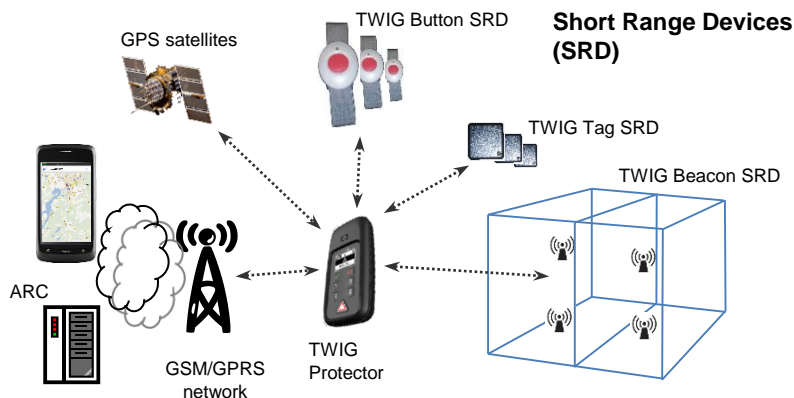 Short Range Devices
(SRD)
GPS satellites
TWIG Button SRD
TWIG Tag SRD
TWIG Beacon SRD
ARC
GSM/GPRS
network
TWIG
Protector